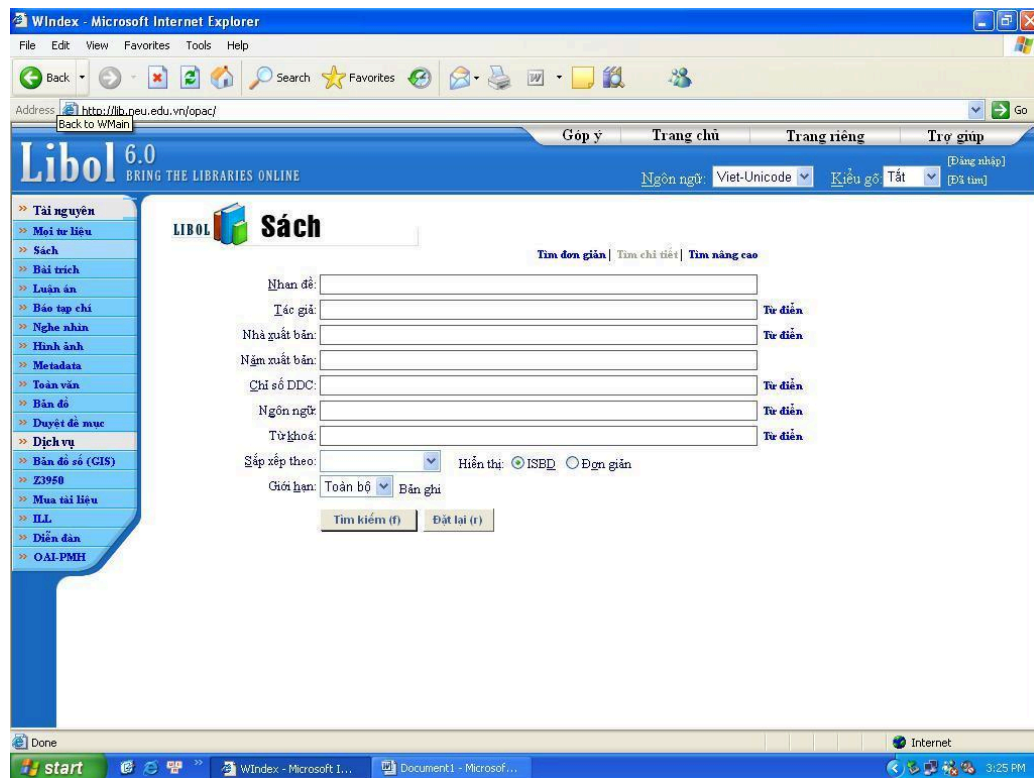 WIndex - Microsoft Internet Explorer
File Edit View Favorites Tools Help
Back Search Favorites
Address http://lib.neu.edu.vn/opac/ Go
Back to WMain
Góp ý Trang chủ Trang riêng Trợ giúp
Libol 6.0
BRING THE LIBRARIES ONLINE
Ngôn ngữ: Viet-Unicode Kiểu gõ: Tắt
[Đăng nhập]
[Đã tìm]
Tài nguyên
Mọi tư liệu
Sách
Bài trích
Luận án
Báo tạp chí
Nghe nhìn
Hình ảnh
Metadata
Toàn văn
Bản đồ
Duyệt đề mục
Dịch vụ
Bản đồ số (GIS)
Z3950
Mua tài liệu
ILL
Diễn đàn
OAI-PMH
LIBOL Sách
Tìm đơn giản | Tìm chi tiết | Tìm nâng cao
Nhan đề:
Tác giả: Từ điển
Nhà xuất bản: Từ điển
Năm xuất bản:
Chỉ số DDC: Từ điển
Ngôn ngữ: Từ điển
Từ khoá: Từ điển
Sắp xếp theo: Hiển thị: ISBD Đơn giản
Giới hạn: Toàn bộ Bản ghi
Tìm kiếm (f) Đặt lại (r)
Done Internet
start WIndex - Microsoft I... Document1 - Microsof... 3:25 PM